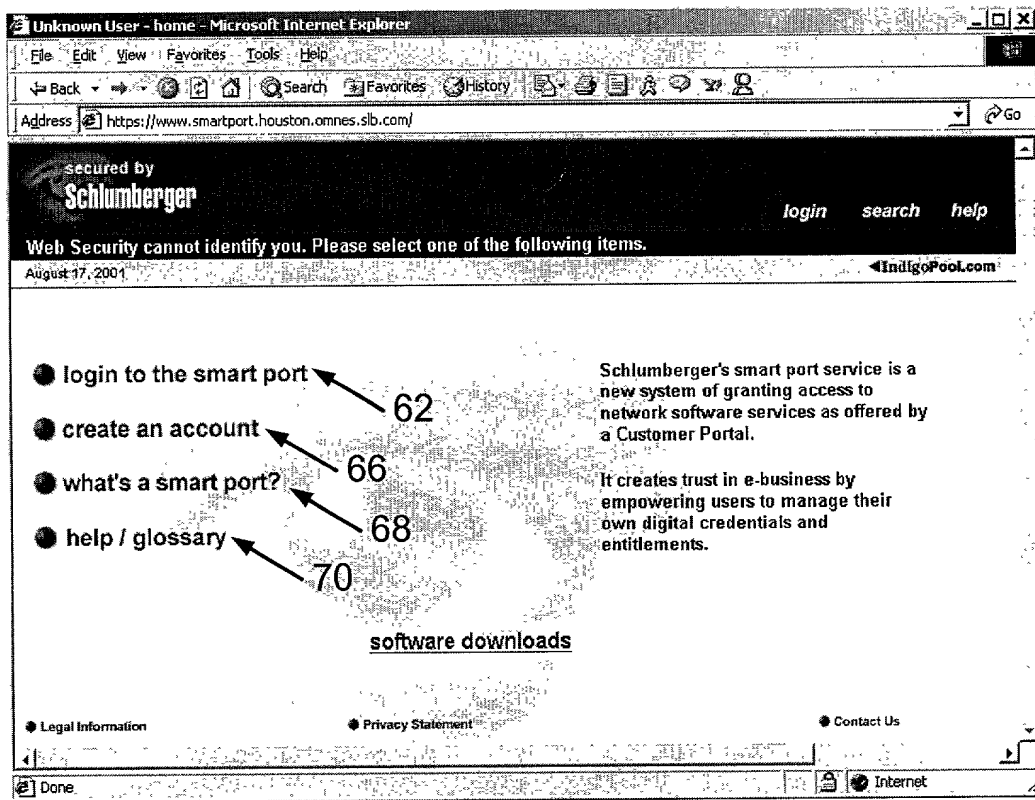 Unknown User - home - Microsoft Internet Explorer
File Edit View Favorites Tools Help
Back Search Favorites History
Address https://www.smartport.houston.omnes.slb.com/ Go
secured by
Schlumberger
login search help
Web Security cannot identify you. Please select one of the following items.
August 17, 2001 IndigoPool.com
login to the smart port
62
create an account
66
what's a smart port?
68
help / glossary
70
Schlumberger's smart port service is a
new system of granting access to
network software services as offered by
a Customer Portal.
It creates trust in e-business by
empowering users to manage their
own digital credentials and
entitlements.
software downloads
Legal Information Privacy Statement Contact Us
Done Internet